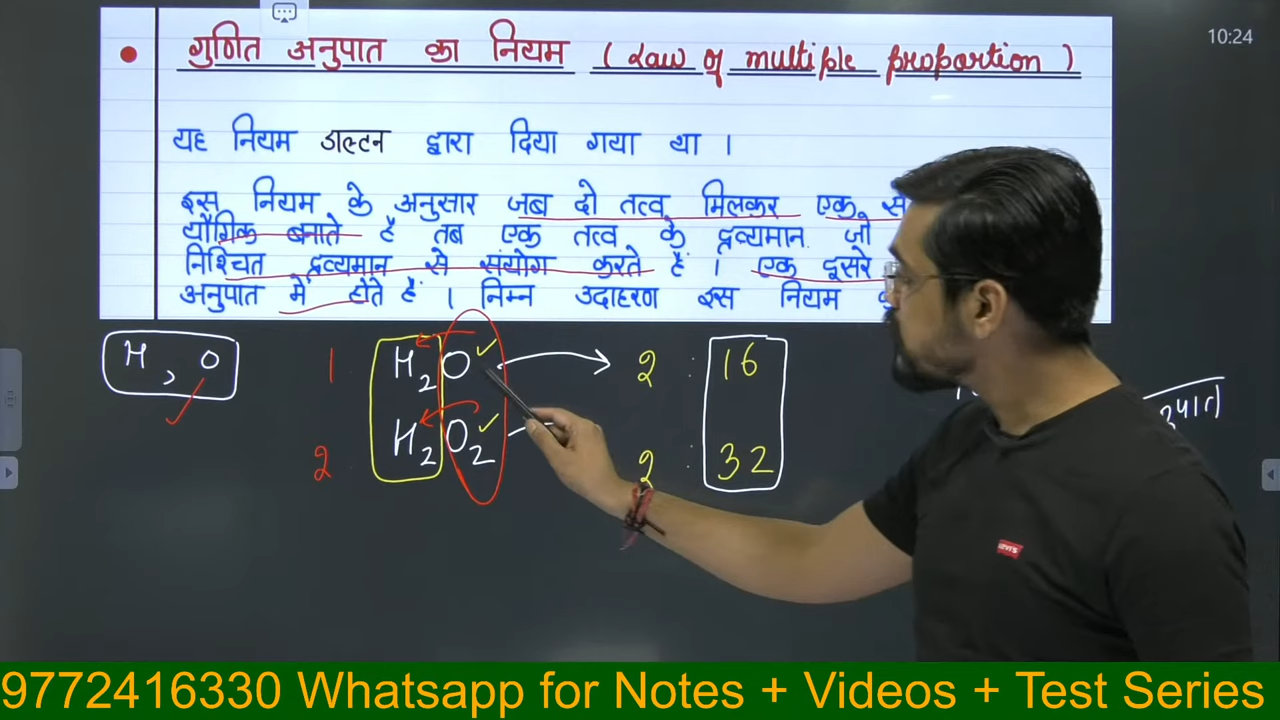 10:24
गुणित अनुपात का नियम ( Law of multiple proportion )
यह नियम डाल्टन द्वारा दिया गया था ।
इस नियम के अनुसार जब दो तत्व मिलकर एक से
यौगिक बनाते है तब एक तत्व के द्रव्यमान जो
निश्चित द्रव्यमान से संयोग करते हैं । एक दूसरे
अनुपात में होते हैं । निम्न उदाहरण इस नियम
H , O
1 H₂O 2 : 16
2 H₂O₂ 2 : 32
LEVI'S
9772416330 Whatsapp for Notes + Videos + Test Series